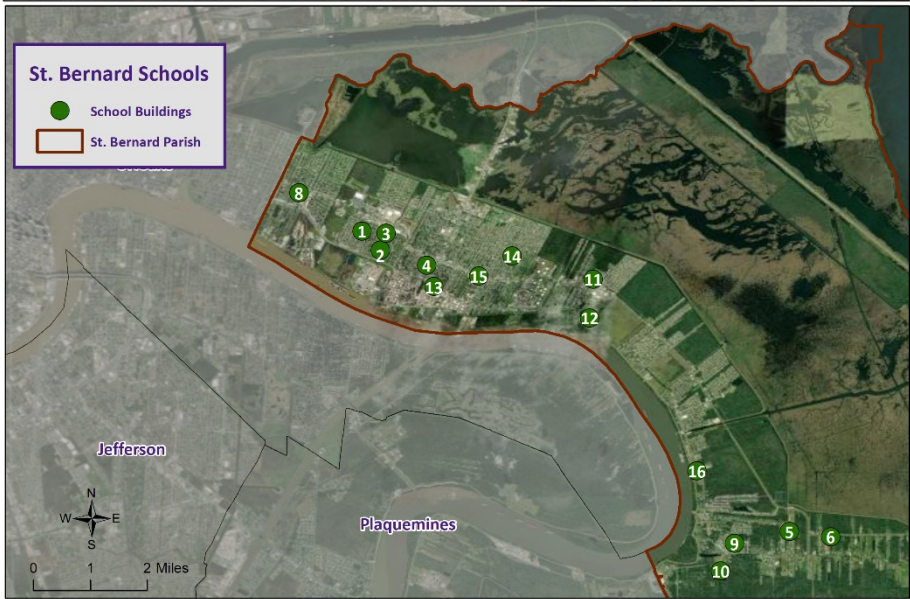 St. Bernard Schools
School Buildings
St. Bernard Parish
8
1
3
2
4
13
15
14
11
12
16
5
6
9
10
Jefferson
Plaquemines
N
W E
S
0 1 2 Miles